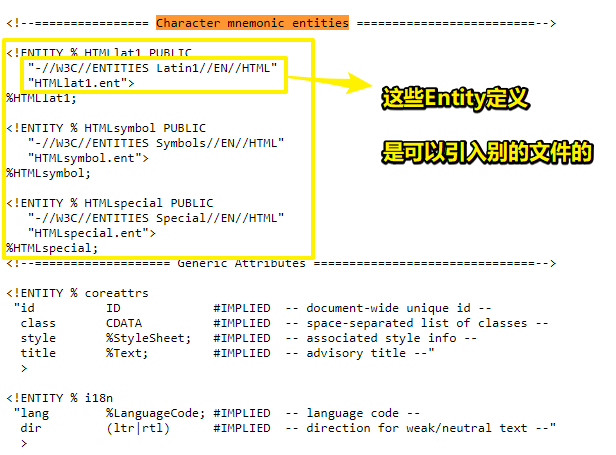 <!--================ Character mnemonic entities =========================-->
<!ENTITY % HTMLlat1 PUBLIC
"-//W3C//ENTITIES Latin1//EN//HTML"
"HTMLlat1.ent">
%HTMLlat1;
这些Entity定义
是可以引入别的文件的
<!ENTITY % HTMLsymbol PUBLIC
"-//W3C//ENTITIES Symbols//EN//HTML"
"HTMLsymbol.ent">
%HTMLsymbol;
<!ENTITY % HTMLspecial PUBLIC
"-//W3C//ENTITIES Special//EN//HTML"
"HTMLspecial.ent">
%HTMLspecial;
<!--=================== Generic Attributes ===============================-->
<!ENTITY % coreattrs
"id ID #IMPLIED -- document-wide unique id --
class CDATA #IMPLIED -- space-separated list of classes --
style %StyleSheet; #IMPLIED -- associated style info --
title %Text; #IMPLIED -- advisory title --"
>
<!ENTITY % i18n
"lang %LanguageCode; #IMPLIED -- language code --
dir (ltr|rtl) #IMPLIED -- direction for weak/neutral text --"
>